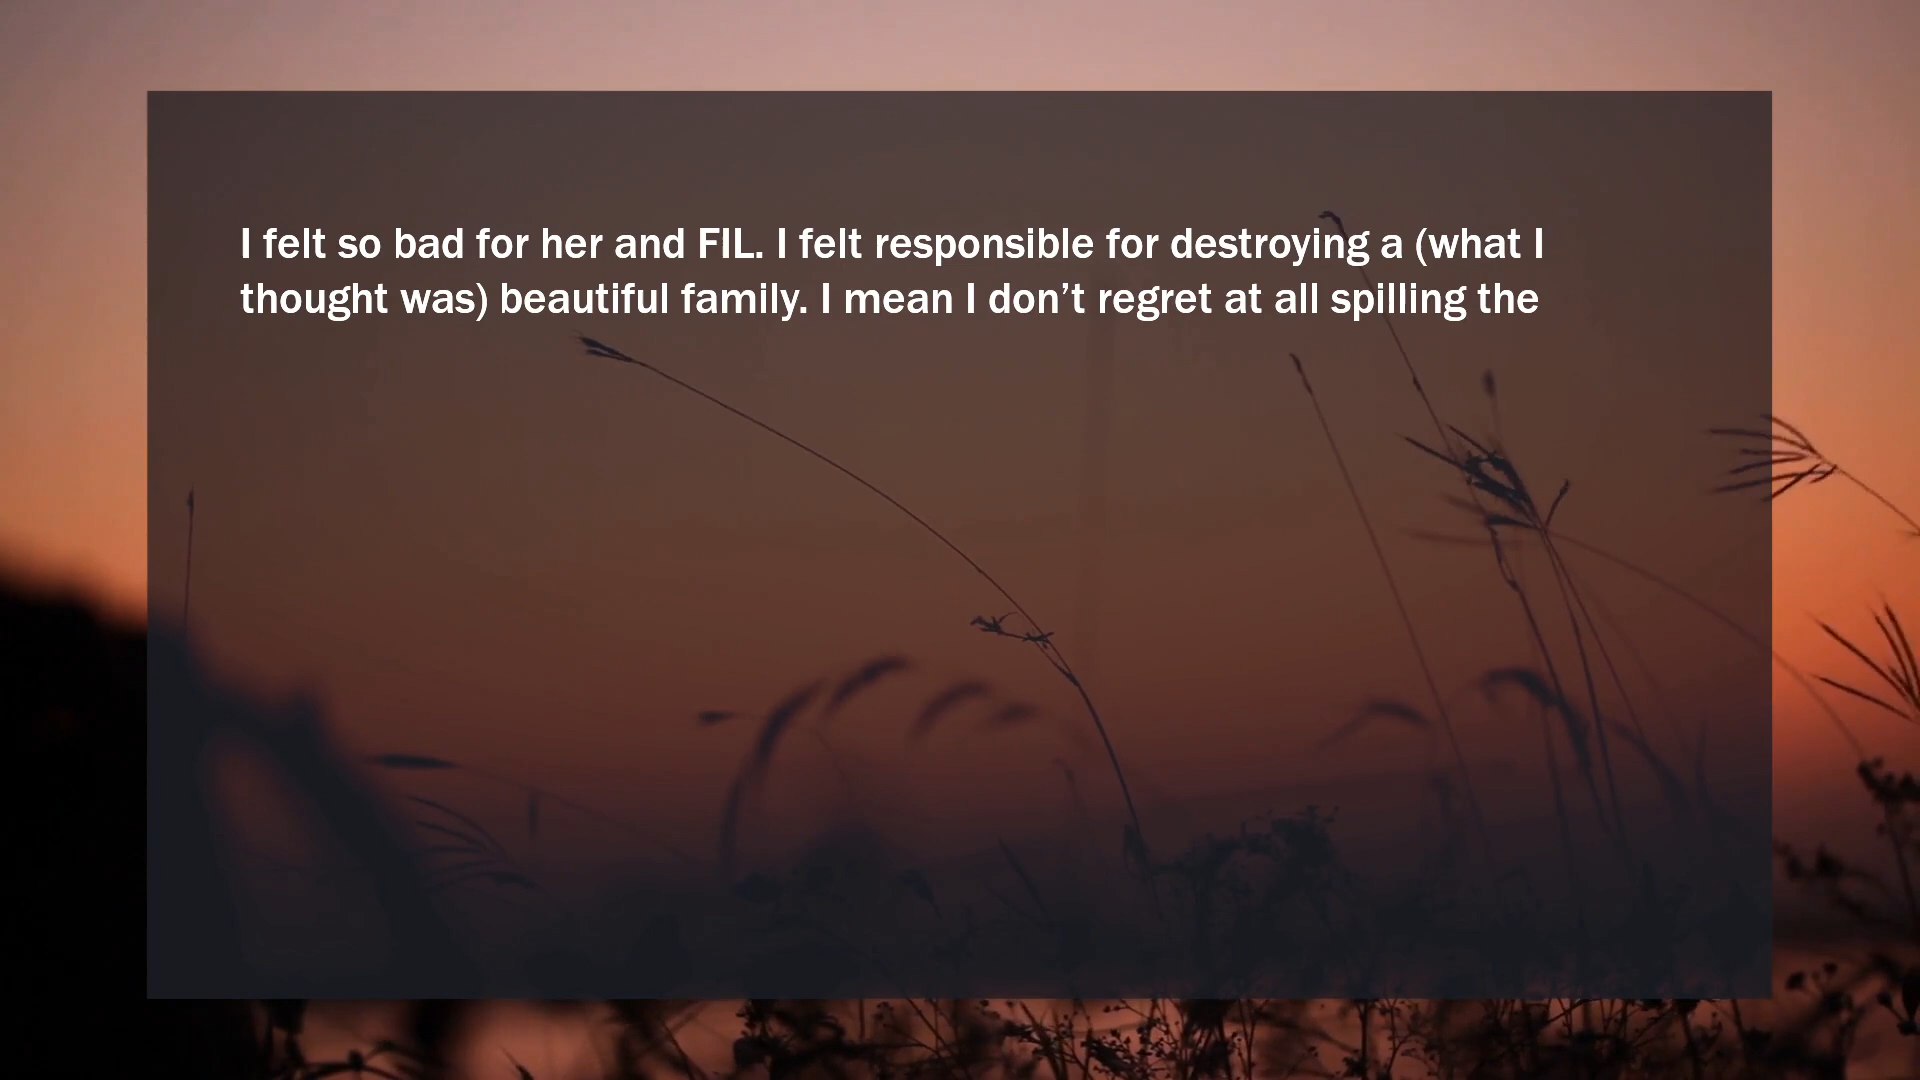 I felt so bad for her and FIL. I felt responsible for destroying a (what I
thought was) beautiful family. I mean I don’t regret at all spilling the